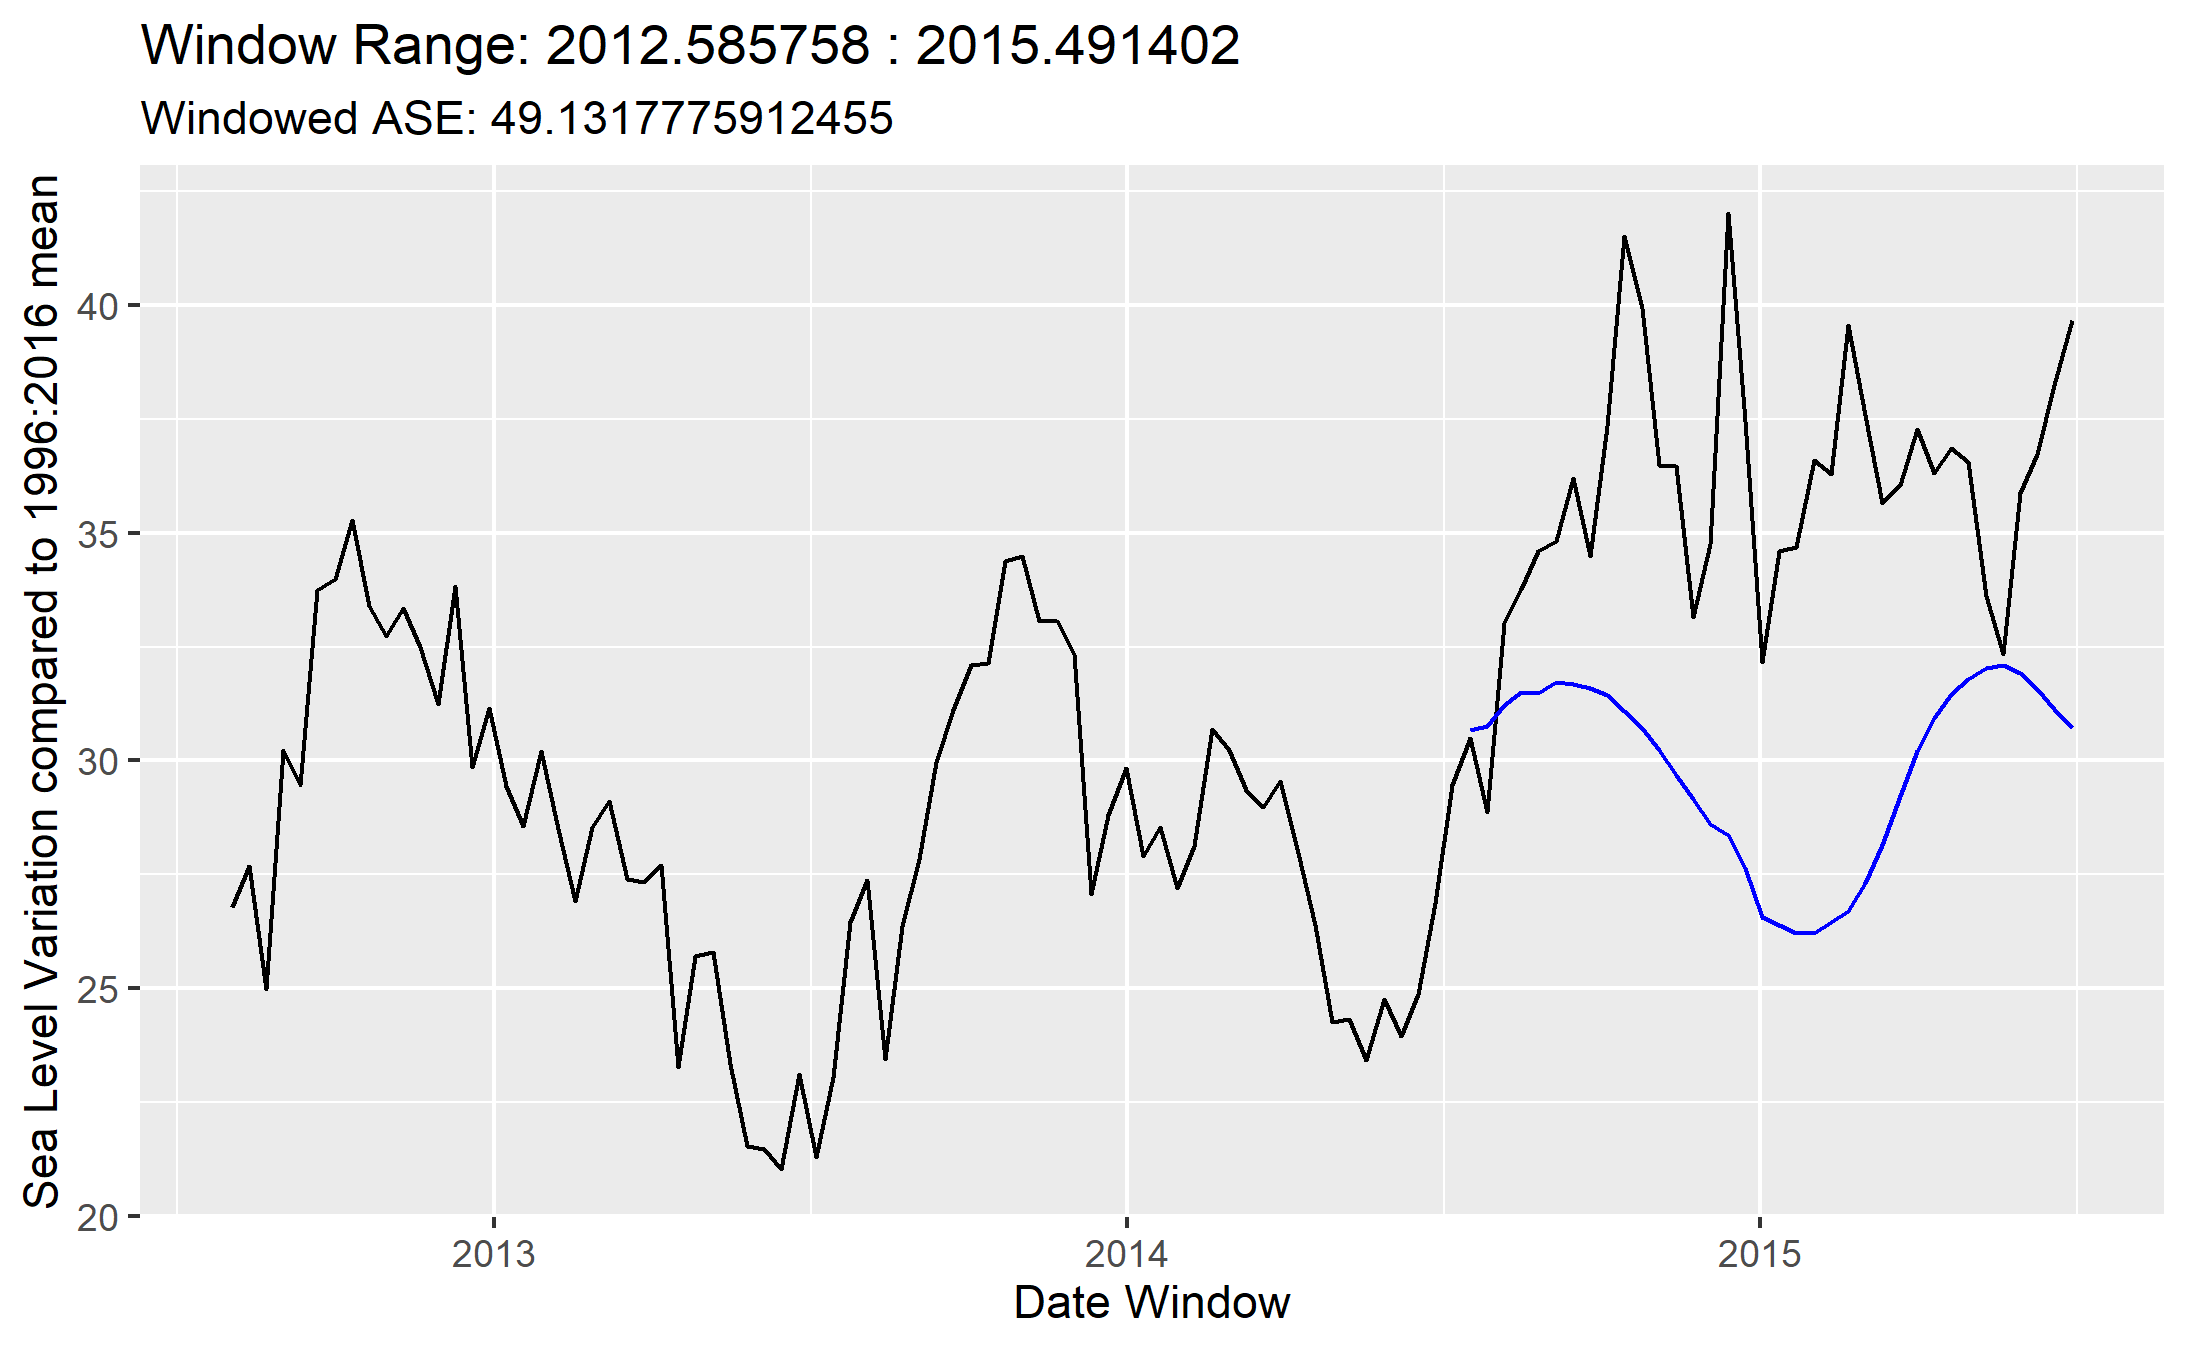 Window Range: 2012.585758 : 2015.491402
Windowed ASE: 49.1317775912455
Sea Level Variation compared to 1996:2016 mean
40
35
30
25
20
2013
2014
2015
Date Window